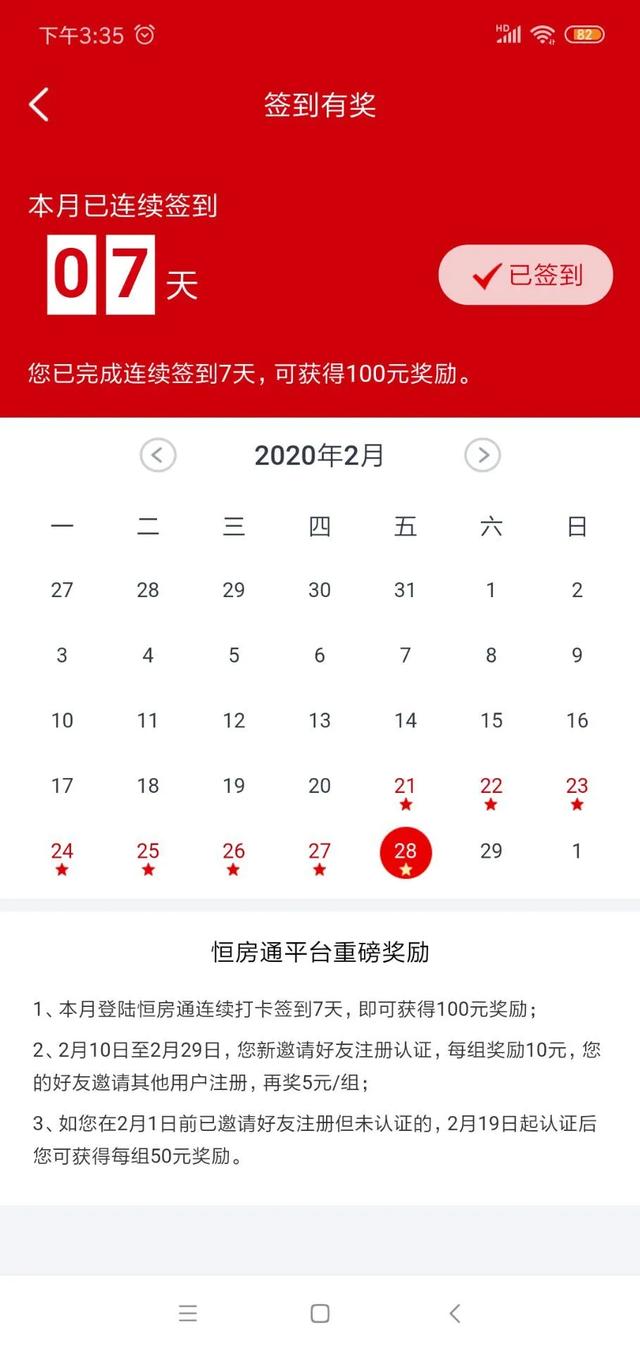 下午3:35
HD
82
签到有奖
本月已连续签到
07天
已签到
您已完成连续签到7天，可获得100元奖励。
2020年2月
一 二 三 四 五 六 日
27 28 29 30 31 1 2
3 4 5 6 7 8 9
10 11 12 13 14 15 16
17 18 19 20 21 22 23
24 25 26 27 28 29 1
恒房通平台重磅奖励
1、本月登陆恒房通连续打卡签到7天，即可获得100元奖励；
2、2月10日至2月29日，您新邀请好友注册认证，每组奖励10元，您
的好友邀请其他用户注册，再奖5元/组；
3、如您在2月1日前已邀请好友注册但未认证的，2月19日起认证后
您可获得每组50元奖励。